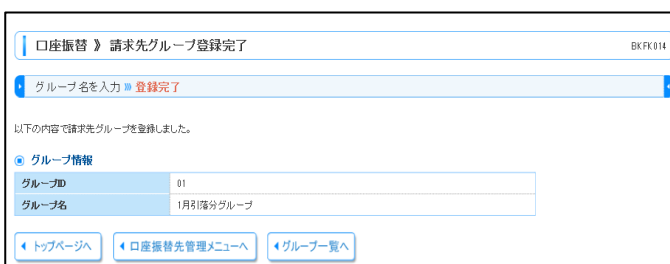 口座振替 》 請求先グループ登録完了
BKFK014
グループ名を入力 》 登録完了
以下の内容で請求先グループを登録しました。
グループ情報
グループID 01
グループ名 1月引落分グループ
トップページへ 口座振替先管理メニューへ グループ一覧へ